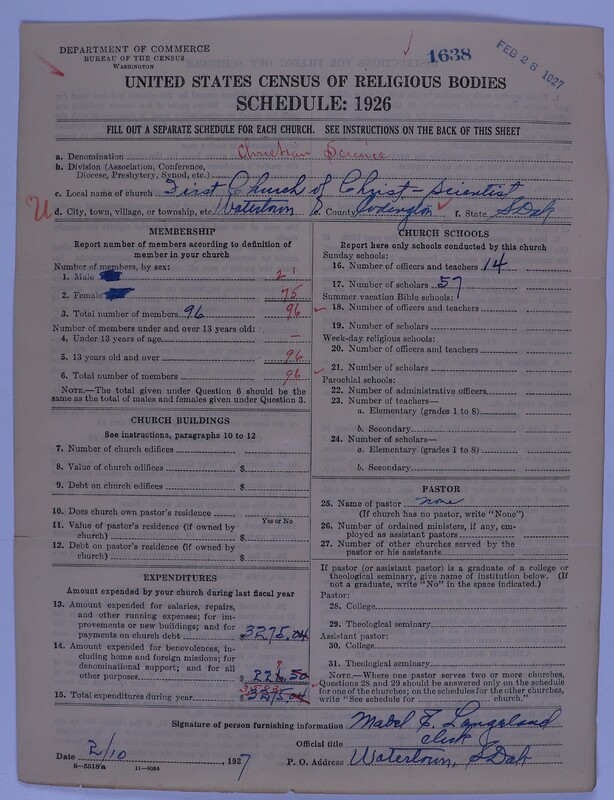 DEPARTMENT OF COMMERCE
BUREAU OF THE CENSUS
WASHINGTON
1638
FEB 28 1927
UNITED STATES CENSUS OF RELIGIOUS BODIES
SCHEDULE: 1926
FILL OUT A SEPARATE SCHEDULE FOR EACH CHURCH. SEE INSTRUCTIONS ON THE BACK OF THIS SHEET
a. Denomination Christian Science
b. Division (Association, Conference,
Diocese, Presbytery, Synod, etc.)
c. Local name of church First Church of Christ-Scientist
U d. City, town, village, or township, etc. Watertown e. County Codington f. State S Dak
MEMBERSHIP
Report number of members according to definition of
member in your church
Number of members, by sex:
1. Male 21
2. Female 75
3. Total number of members 96 96
Number of members under and over 13 years old:
4. Under 13 years of age —
5. 13 years old and over 96
6. Total number of members 96
NOTE.—The total given under Question 6 should be
the same as the total of males and females given under Question 3.
CHURCH BUILDINGS
See instructions, paragraphs 10 to 12
7. Number of church edifices
8. Value of church edifices $
9. Debt on church edifices $
10. Does church own pastor's residence?
Yes or No
11. Value of pastor's residence (if owned by
church) $
12. Debt on pastor's residence (if owned by
church) $
EXPENDITURES
Amount expended by your church during last fiscal year
13. Amount expended for salaries, repairs,
and other running expenses; for im-
provements or new buildings; and for
payments on church debt $3275.04
14. Amount expended for benevolences,
including home and foreign missions; for
denominational support; and for all
other purposes $
15. Total expenditures during year $
CHURCH SCHOOLS
Report here only schools conducted by this church
Sunday schools:
16. Number of officers and teachers 14
17. Number of scholars 57
Summer vacation Bible schools:
18. Number of officers and teachers
19. Number of scholars
Week-day religious schools:
20. Number of officers and teachers
21. Number of scholars
Parochial schools:
22. Number of administrative officers
23. Number of teachers—
a. Elementary (grades 1 to 8)
b. Secondary
24. Number of scholars—
a. Elementary (grades 1 to 8)
b. Secondary
PASTOR
25. Name of pastor none
(If church has no pastor, write "None")
26. Number of ordained ministers, if any, em-
ployed as assistant pastors
27. Number of other churches served by the
pastor or his assistants
If pastor (or assistant pastor) is a graduate of a college or
theological seminary, give name of institution below. (If
not a graduate, write "No" in the space indicated.)
Pastor:
28. College
29. Theological seminary
Assistant pastor:
30. College
31. Theological seminary
NOTE.—Where one pastor serves two or more churches,
Questions 28 and 29 should be answered only on the schedule
for one of the churches; on the schedules for the other churches,
write "See schedule for church."
Signature of person furnishing information Mabel E. Langeland
Official title clerk
Date 2/10, 1927 P. O. Address Watertown, S Dak
8-5518a 11-9084